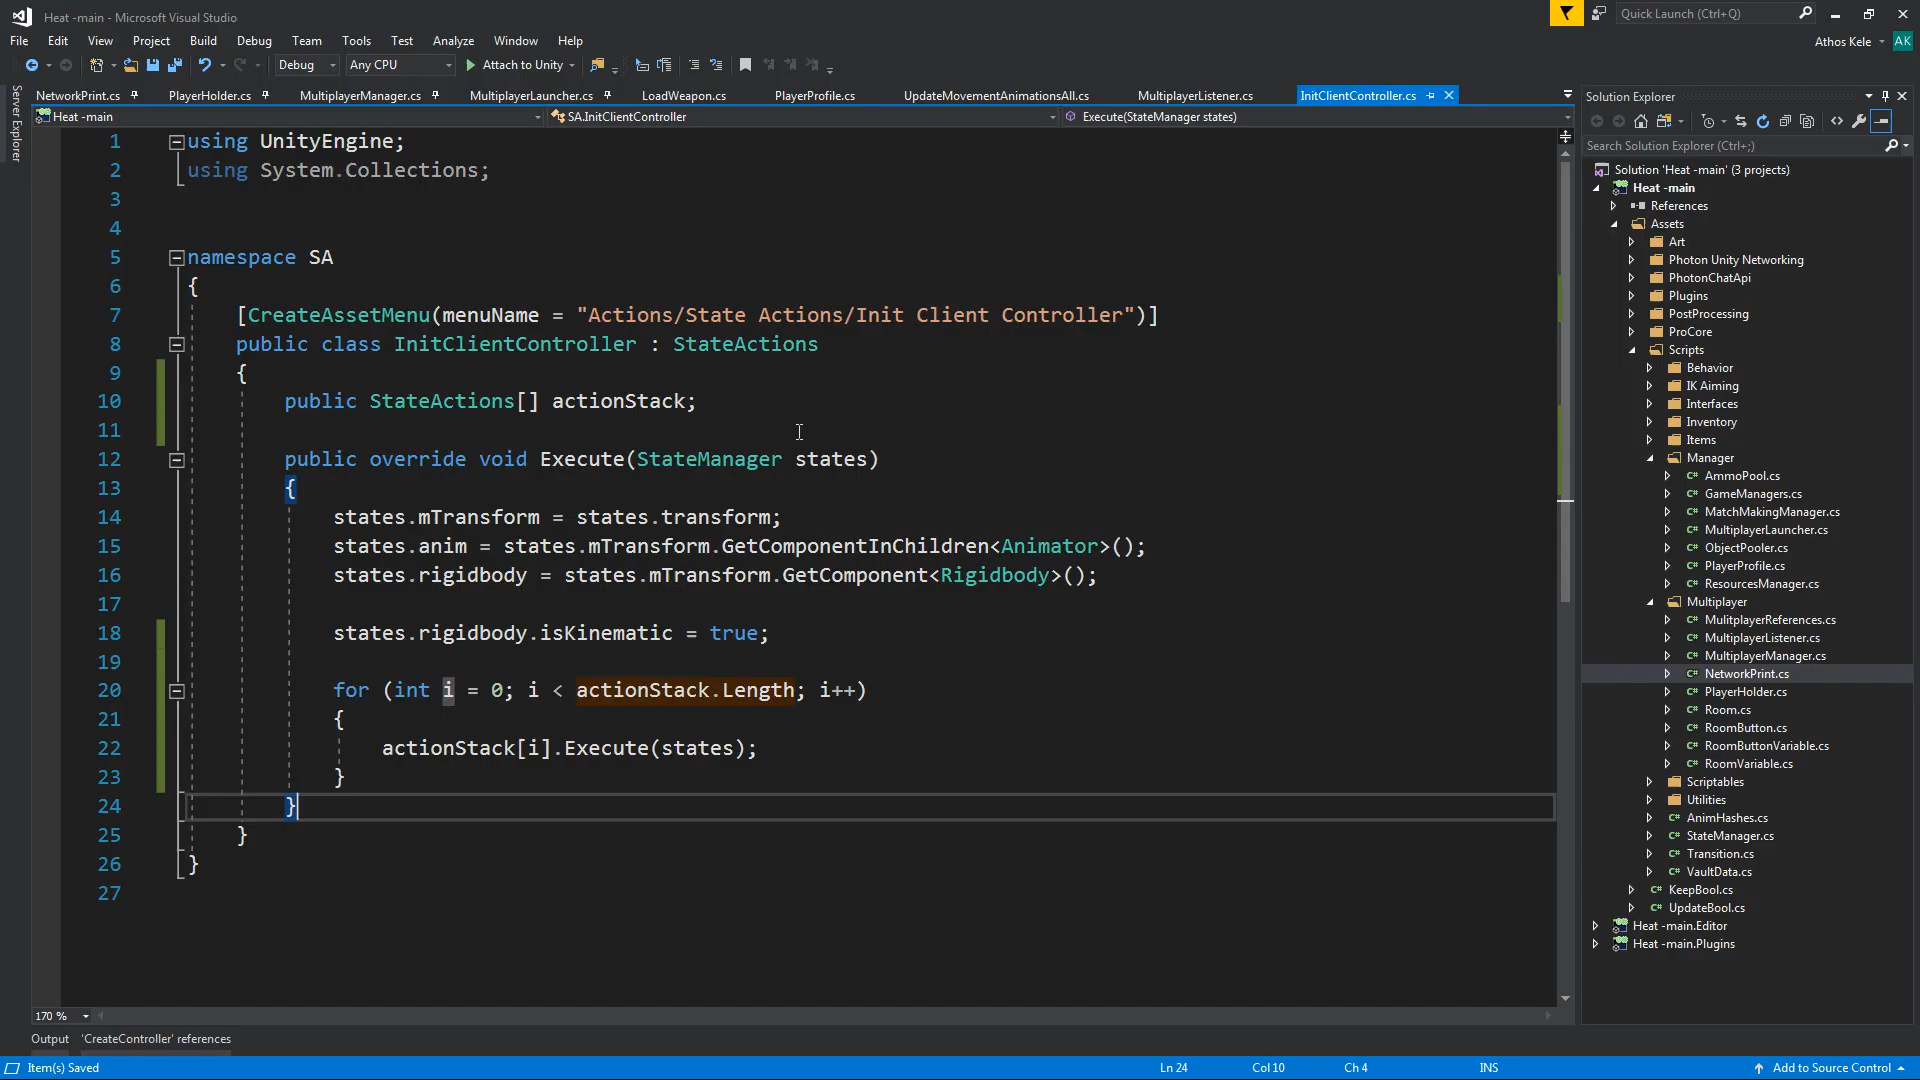 Heat -main - Microsoft Visual Studio
Quick Launch (Ctrl+Q)
File Edit View Project Build Debug Team Tools Test Analyze Window Help
Athos Kele AK
Debug Any CPU Attach to Unity
Server Explorer
NetworkPrint.cs PlayerHolder.cs MultiplayerManager.cs MultiplayerLauncher.cs LoadWeapon.cs PlayerProfile.cs UpdateMovementAnimationsAll.cs MultiplayerListener.cs InitClientController.cs
Heat -main SA.InitClientController Execute(StateManager states)
1 using UnityEngine;
2 using System.Collections;
3
4
5 namespace SA
6 {
7 [CreateAssetMenu(menuName = "Actions/State Actions/Init Client Controller")]
8 public class InitClientController : StateActions
9 {
10 public StateActions[] actionStack;
11
12 public override void Execute(StateManager states)
13 {
14 states.mTransform = states.transform;
15 states.anim = states.mTransform.GetComponentInChildren<Animator>();
16 states.rigidbody = states.mTransform.GetComponent<Rigidbody>();
17
18 states.rigidbody.isKinematic = true;
19
20 for (int i = 0; i < actionStack.Length; i++)
21 {
22 actionStack[i].Execute(states);
23 }
24 }
25 }
26 }
27
170 %
Output 'CreateController' references
Solution Explorer
Search Solution Explorer (Ctrl+;)
Solution 'Heat -main' (3 projects)
Heat -main
References
Assets
Art
Photon Unity Networking
PhotonChatApi
Plugins
PostProcessing
ProCore
Scripts
Behavior
IK Aiming
Interfaces
Inventory
Items
Manager
C# AmmoPool.cs
C# GameManagers.cs
C# MatchMakingManager.cs
C# MultiplayerLauncher.cs
C# ObjectPooler.cs
C# PlayerProfile.cs
C# ResourcesManager.cs
Multiplayer
C# MulitplayerReferences.cs
C# MultiplayerListener.cs
C# MultiplayerManager.cs
C# NetworkPrint.cs
C# PlayerHolder.cs
C# Room.cs
C# RoomButton.cs
C# RoomButtonVariable.cs
C# RoomVariable.cs
Scriptables
Utilities
C# AnimHashes.cs
C# StateManager.cs
C# Transition.cs
C# VaultData.cs
C# KeepBool.cs
C# UpdateBool.cs
Heat -main.Editor
Heat -main.Plugins
Item(s) Saved Ln 24 Col 10 Ch 4 INS Add to Source Control